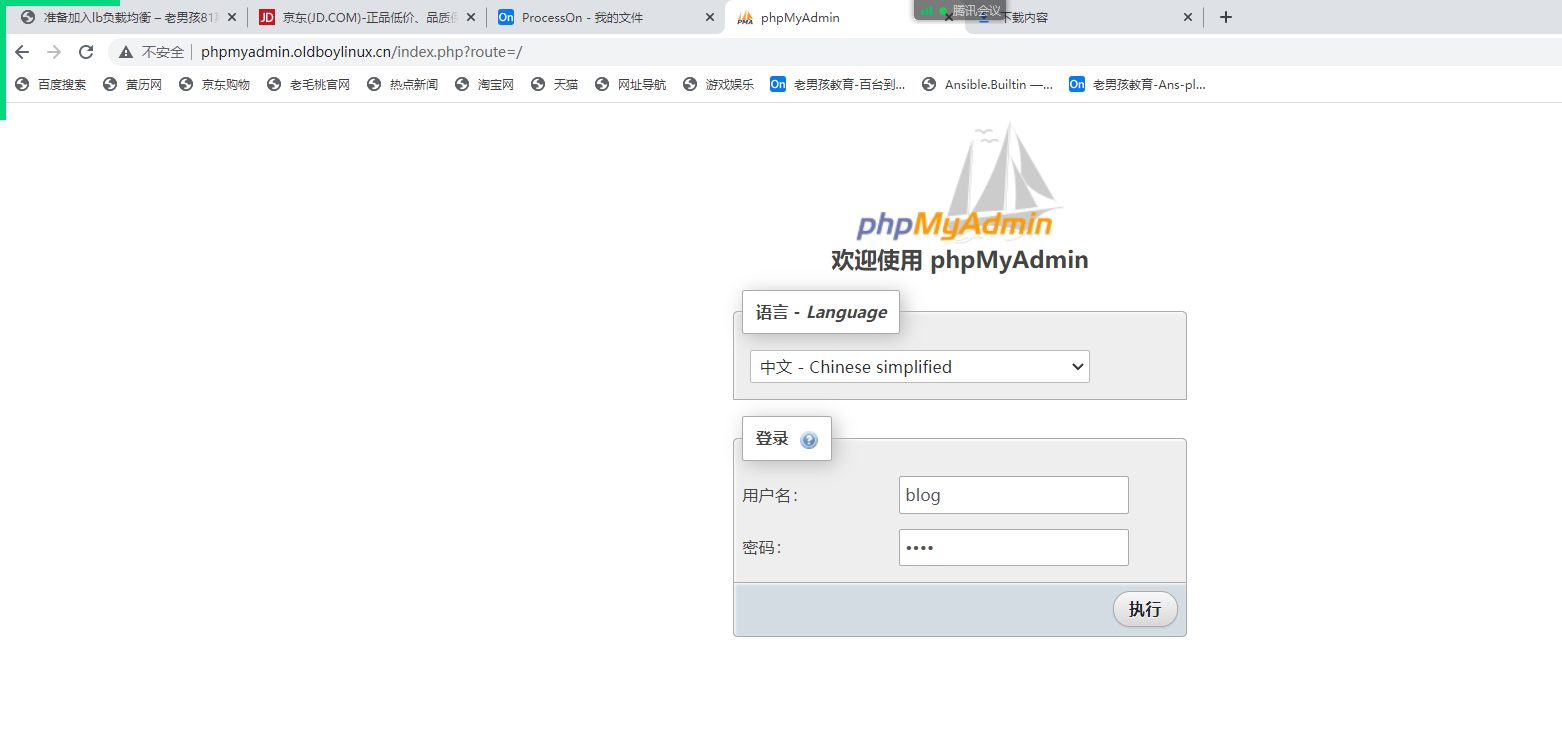 准备加入lb负载均衡 – 老男孩81
京东(JD.COM)-正品低价、品质
ProcessOn - 我的文件
phpMyAdmin
腾讯会议
下载内容
不安全
phpmyadmin.oldboylinux.cn/index.php?route=/
百度搜索
黄历网
京东购物
老毛桃官网
热点新闻
淘宝网
天猫
网址导航
游戏娱乐
On 老男孩教育-百台到...
Ansible.Builtin —...
On 老男孩教育-Ans-pl...
phpMyAdmin
欢迎使用 phpMyAdmin
语言 - Language
中文 - Chinese simplified
登录
用户名：
blog
密码：
••••
执行